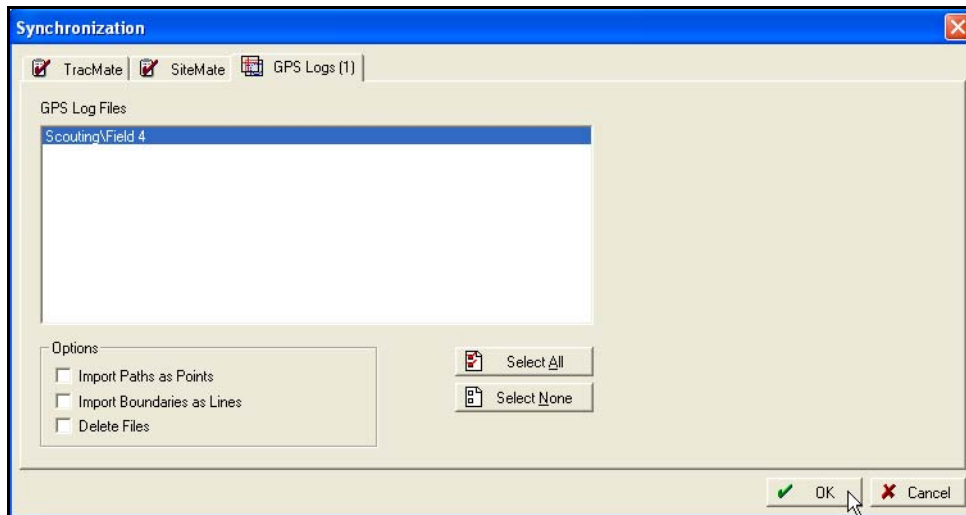 Synchronization
TracMate SiteMate GPS Logs (1)
GPS Log Files
Scouting\Field 4
Options
Import Paths as Points
Import Boundaries as Lines
Delete Files
Select All
Select None
OK Cancel